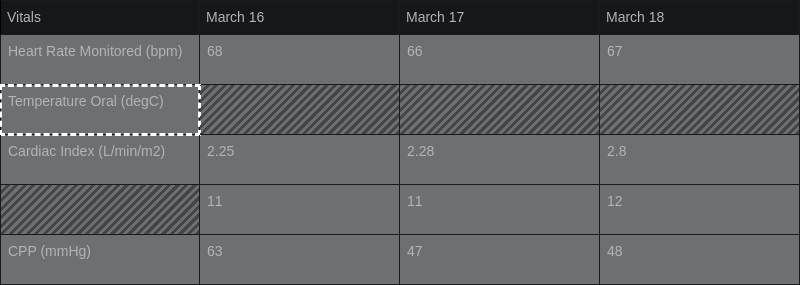 Vitals March 16 March 17 March 18
Heart Rate Monitored (bpm) 68 66 67
Temperature Oral (degC)
Cardiac Index (L/min/m2) 2.25 2.28 2.8
11 11 12
CPP (mmHg) 63 47 48